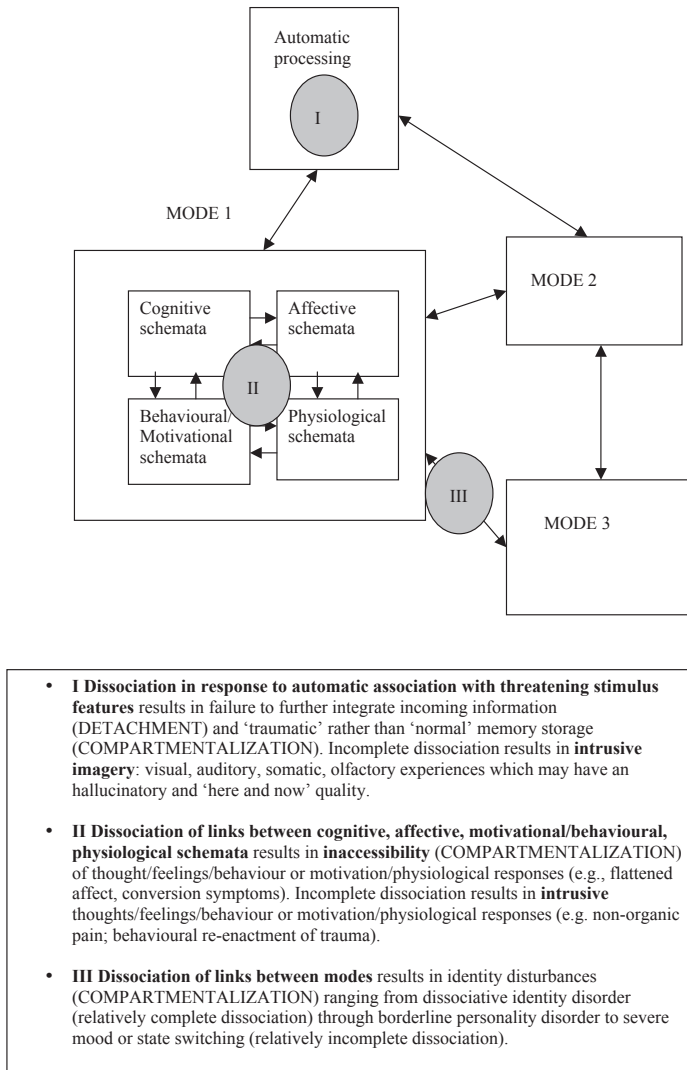 Automatic
processing
I
MODE 1
MODE 2
Cognitive
schemata
Affective
schemata
II
Behavioural/
Motivational
schemata
Physiological
schemata
III
MODE 3
• I Dissociation in response to automatic association with threatening stimulus
features results in failure to further integrate incoming information
(DETACHMENT) and ‘traumatic’ rather than ‘normal’ memory storage
(COMPARTMENTALIZATION). Incomplete dissociation results in intrusive
imagery: visual, auditory, somatic, olfactory experiences which may have an
hallucinatory and ‘here and now’ quality.
• II Dissociation of links between cognitive, affective, motivational/behavioural,
physiological schemata results in inaccessibility (COMPARTMENTALIZATION)
of thought/feelings/behaviour or motivation/physiological responses (e.g., flattened
affect, conversion symptoms). Incomplete dissociation results in intrusive
thoughts/feelings/behaviour or motivation/physiological responses (e.g. non-organic
pain; behavioural re-enactment of trauma).
• III Dissociation of links between modes results in identity disturbances
(COMPARTMENTALIZATION) ranging from dissociative identity disorder
(relatively complete dissociation) through borderline personality disorder to severe
mood or state switching (relatively incomplete dissociation).